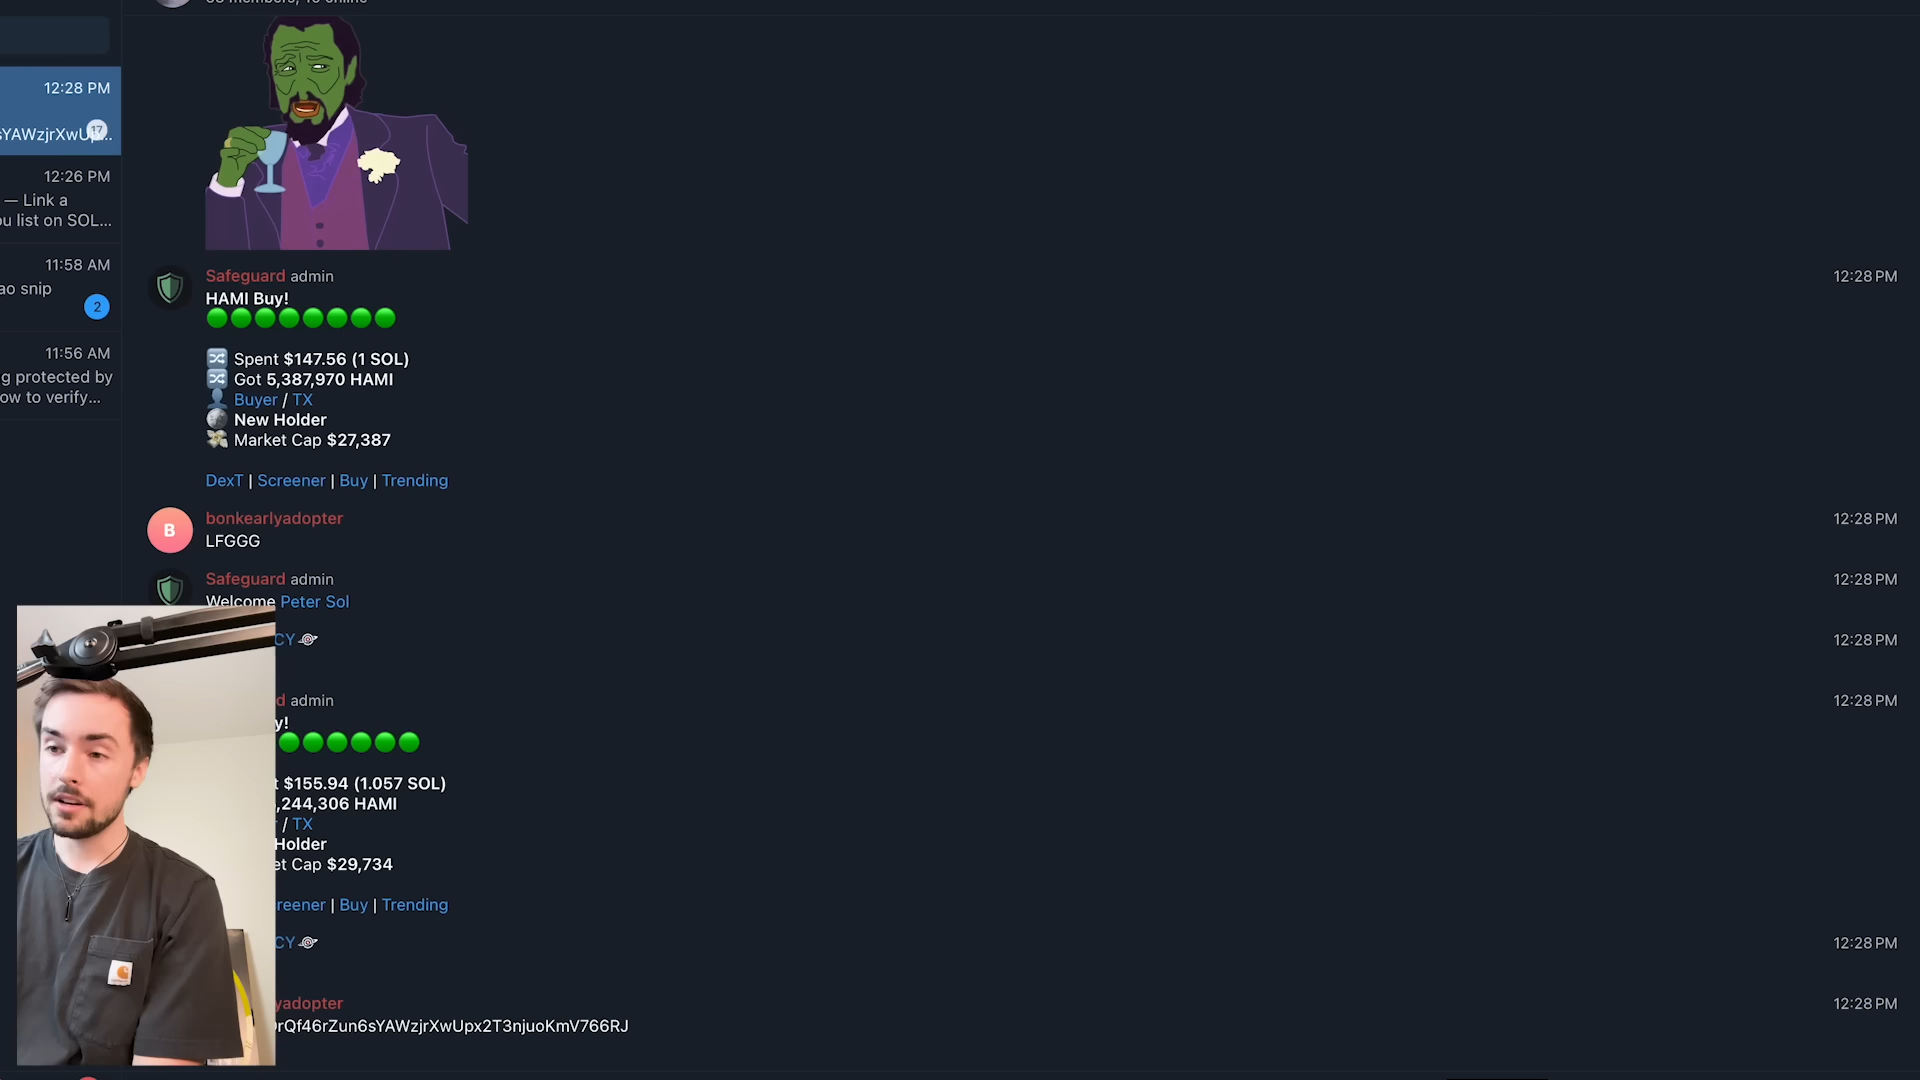 12:28 PM
sYAWzjrXwUp...
17
12:26 PM
— Link a
ou list on SOL...
11:58 AM
ao snip
2
11:56 AM
g protected by
ow to verify...
Safeguard admin 12:28 PM
HAMI Buy!
Spent $147.56 (1 SOL)
Got 5,387,970 HAMI
Buyer / TX
New Holder
Market Cap $27,387
DexT | Screener | Buy | Trending
B
bonkearlyadopter 12:28 PM
LFGGG
Safeguard admin 12:28 PM
Welcome Peter Sol
CY 12:28 PM
d admin 12:28 PM
y!
t $155.94 (1.057 SOL)
,244,306 HAMI
/ TX
Holder
et Cap $29,734
reener | Buy | Trending
CY 12:28 PM
yadopter 12:28 PM
rQf46rZun6sYAWzjrXwUpx2T3njuoKmV766RJ